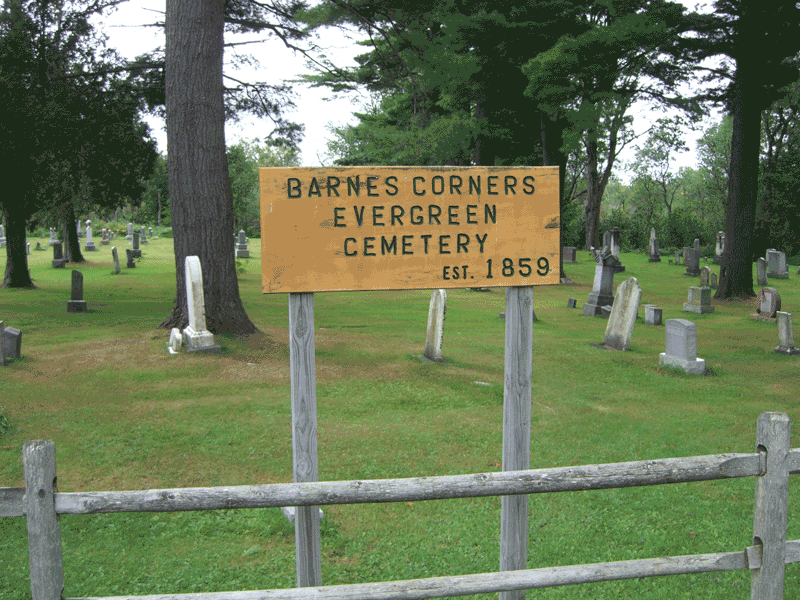 BARNES CORNERS
EVERGREEN
CEMETERY
EST. 1859